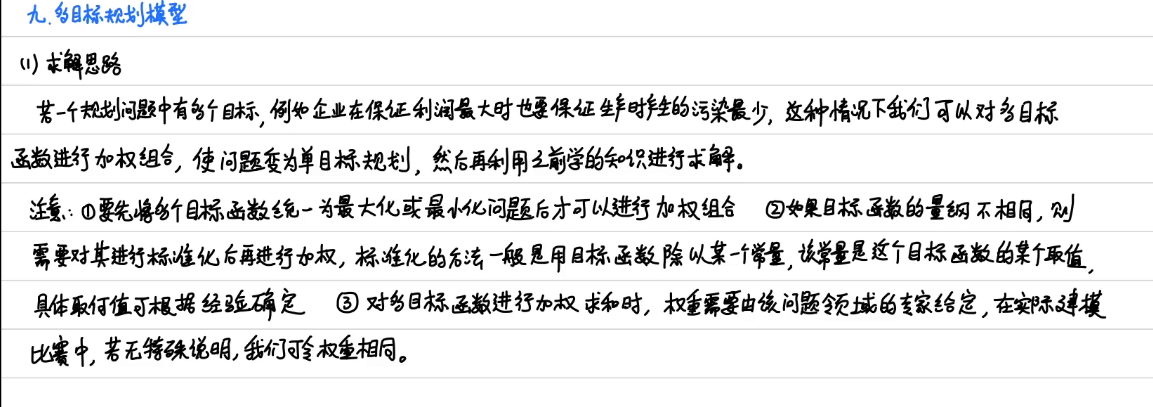 九.多目标规划模型
(1) 求解思路
若一个规划问题中有多个目标,例如企业在保证利润最大时也要保证生产时产生的污染最少,这种情况下我们可以对多目标
函数进行加权组合,使问题变为单目标规划,然后再利用之前学的知识进行求解。
注意:①要先将多个目标函数统一为最大化或最小化问题后才可以进行加权组合 ②如果目标函数的量纲不相同,则
需要对其进行标准化后再进行加权,标准化的方法一般是用目标函数除以某一个常量,该常量是这个目标函数的某个取值,
具体取何值可根据经验确定 ③对多目标函数进行加权求和时,权重需要由该问题领域的专家给定,在实际建模
比赛中,若无特殊说明,我们可令权重相同。